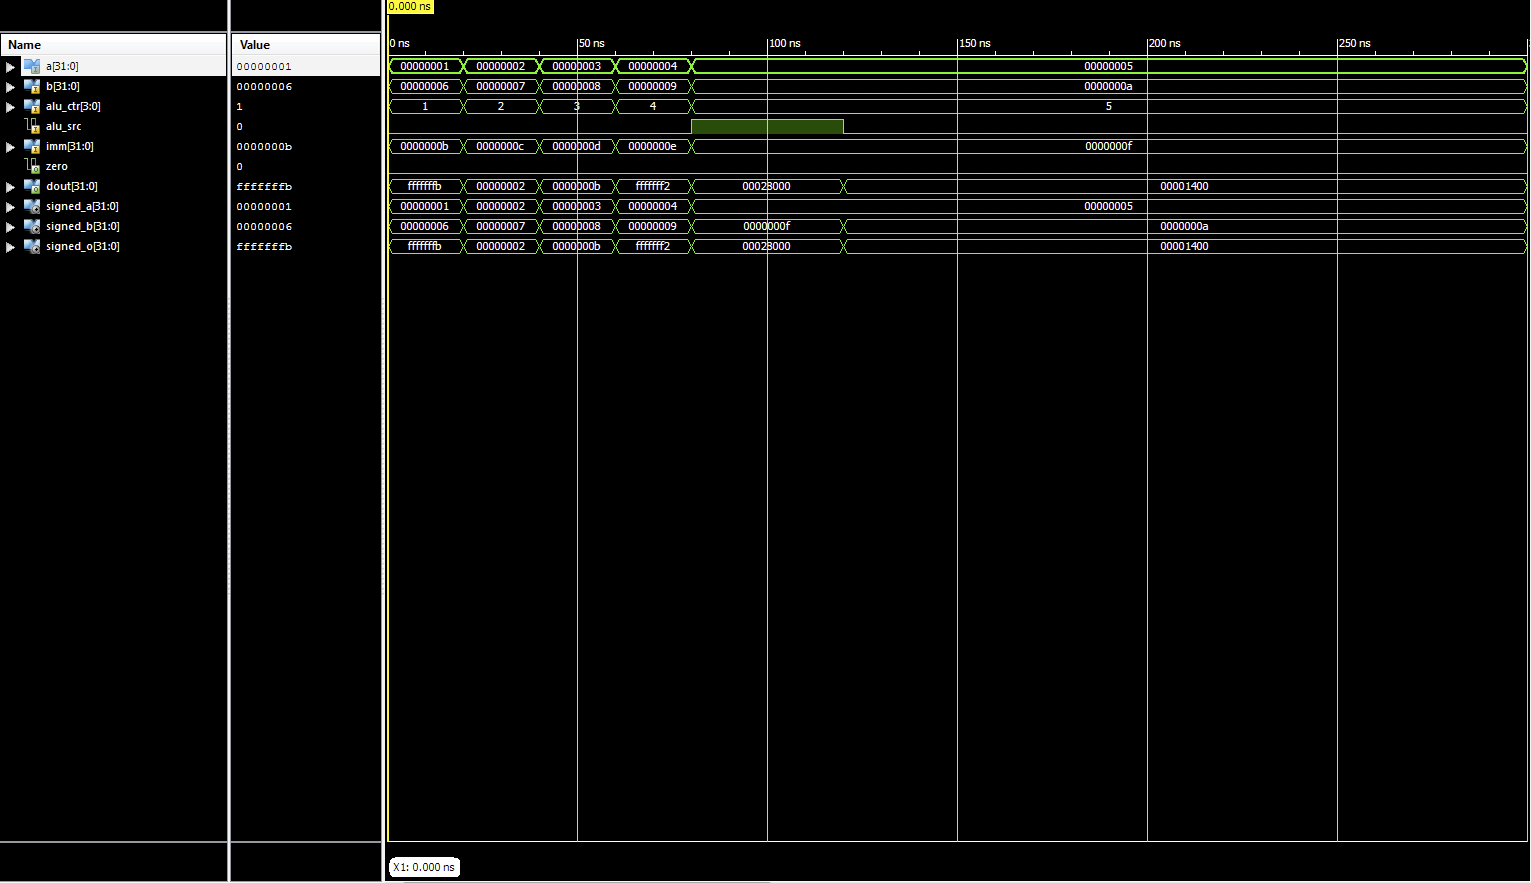 0.000 ns
Name Value 0 ns 50 ns 100 ns 150 ns 200 ns 250 ns
a[31:0] 00000001 00000001 00000002 00000003 00000004 00000005
b[31:0] 00000006 00000006 00000007 00000008 00000009 0000000a
alu_ctr[3:0] 1 1 2 3 4 5
alu_src 0
imm[31:0] 0000000b 0000000b 0000000c 0000000d 0000000e 0000000f
zero 0
dout[31:0] fffffffb fffffffb 00000002 0000000b fffffff2 00028000 00001400
signed_a[31:0] 00000001 00000001 00000002 00000003 00000004 00000005
signed_b[31:0] 00000006 00000006 00000007 00000008 00000009 0000000f 0000000a
signed_o[31:0] fffffffb fffffffb 00000002 0000000b fffffff2 00028000 00001400
X1: 0.000 ns